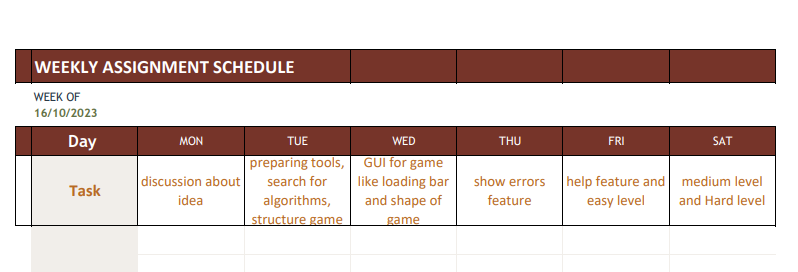 WEEKLY ASSIGNMENT SCHEDULE
WEEK OF
16/10/2023
Day MON TUE WED THU FRI SAT
Task
discussion about
idea
preparing tools,
search for
algorithms,
structure game
GUI for game
like loading bar
and shape of
game
show errors
feature
help feature and
easy level
medium level
and Hard level